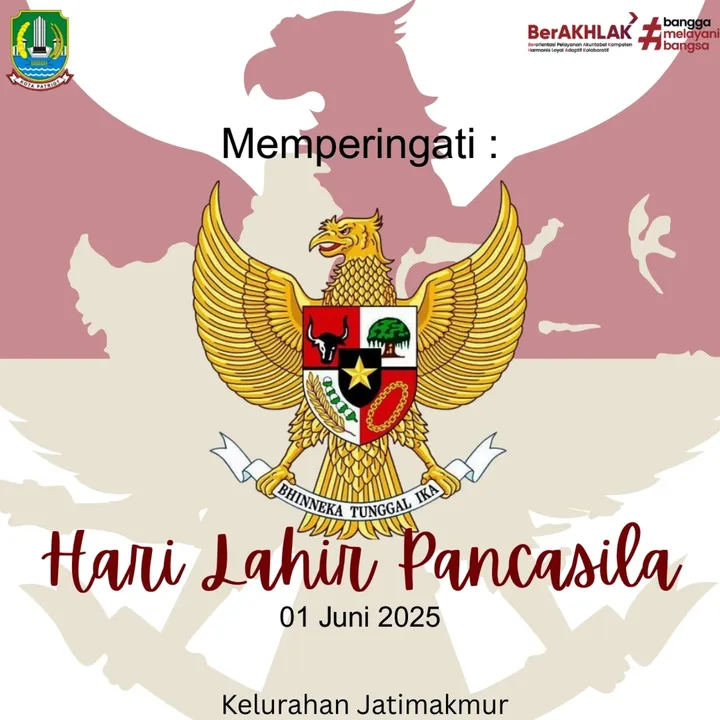 KOTA PATRIOT
BerAKHLAK
Berorientasi Pelayanan Akuntabel Kompeten
Harmonis Loyal Adaptif Kolaboratif
#bangga
melayani
bangsa
Memperingati :
BHINNEKA TUNGGAL IKA
Hari Lahir Pancasila
01 Juni 2025
Kelurahan Jatimakmur